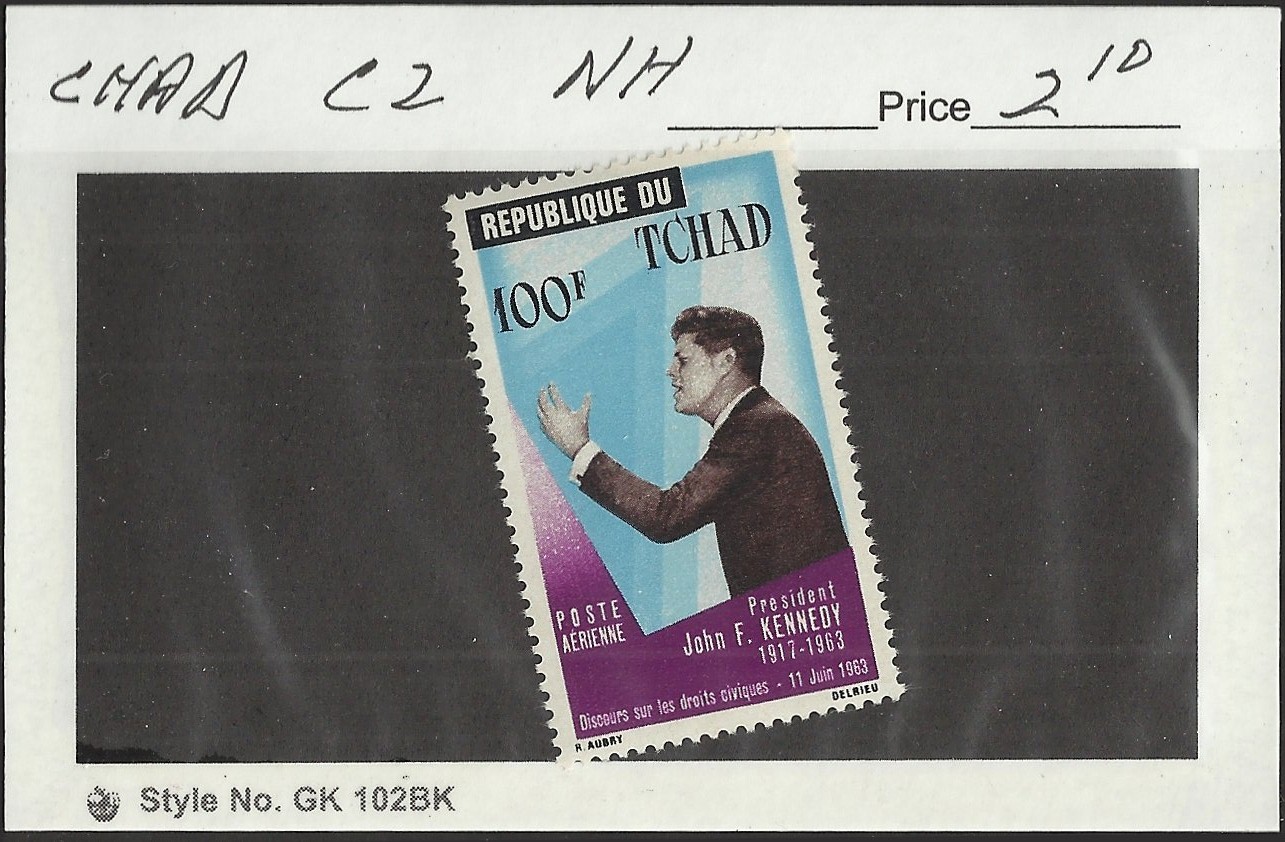 CHAD C2 NH
Price 2 10
REPUBLIQUE DU
TCHAD
100F
POSTE
AÉRIENNE
President
John F. KENNEDY
1917-1963
Discours sur les droits civiques - 11 Juin 1963
R. AUBRY
DELRIEU
Style No. GK 102BK